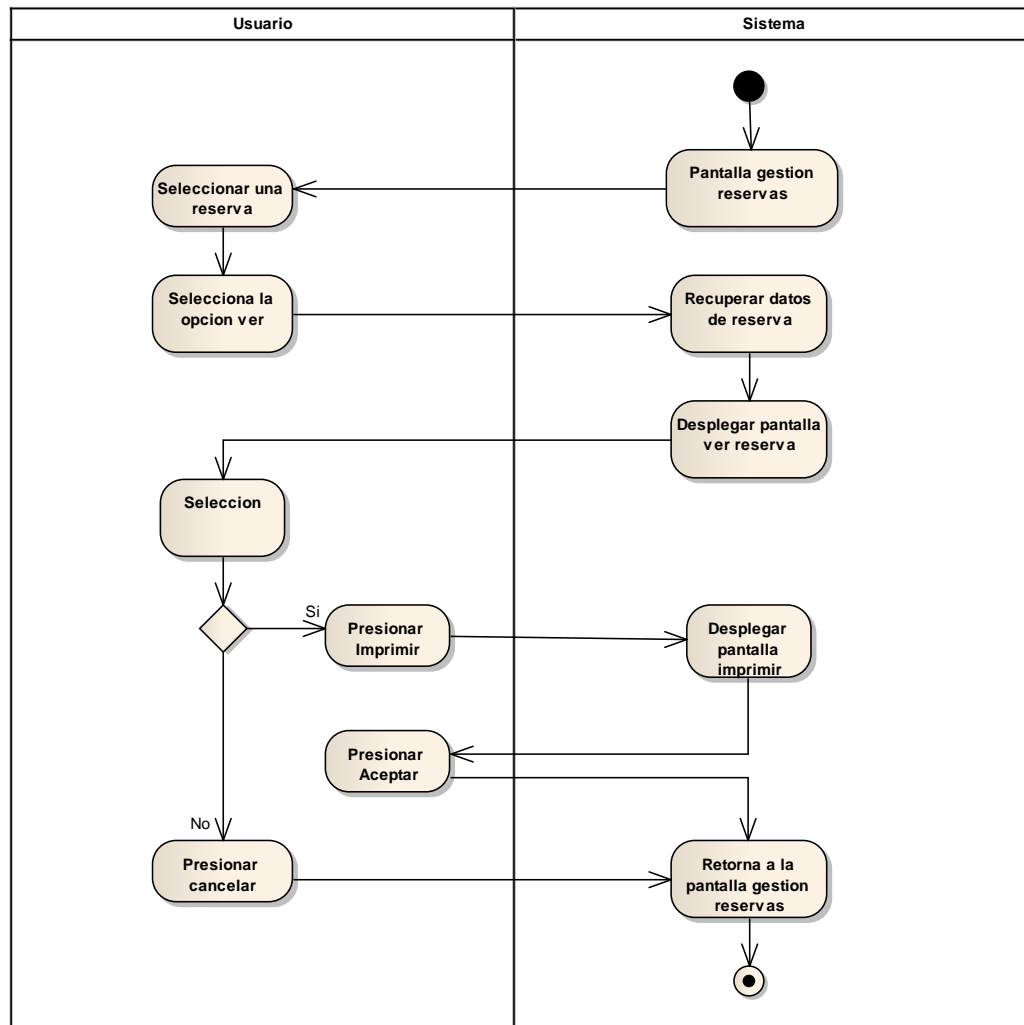 Usuario
Sistema
Pantalla gestion
reservas
Seleccionar una
reserva
Selecciona la
opcion ver
Recuperar datos
de reserva
Desplegar pantalla
ver reserva
Seleccion
Si
Presionar
Imprimir
Desplegar
pantalla
imprimir
Presionar
Aceptar
No
Presionar
cancelar
Retorna a la
pantalla gestion
reservas